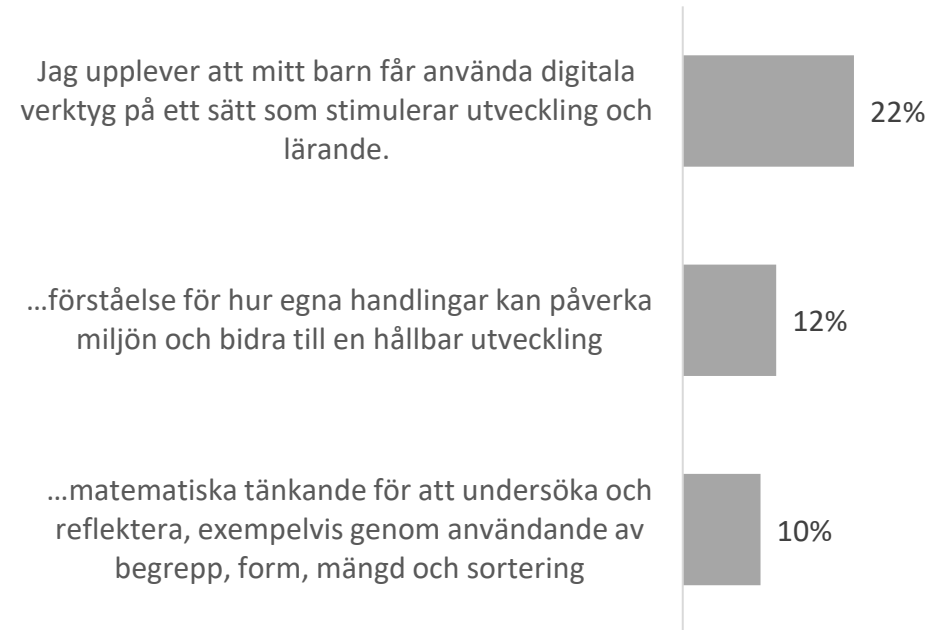 Jag upplever att mitt barn får använda digitala
verktyg på ett sätt som stimulerar utveckling och
lärande.
22%
...förståelse för hur egna handlingar kan påverka
miljön och bidra till en hållbar utveckling
12%
...matematiska tänkande för att undersöka och
reflektera, exempelvis genom användande av
begrepp, form, mängd och sortering
10%